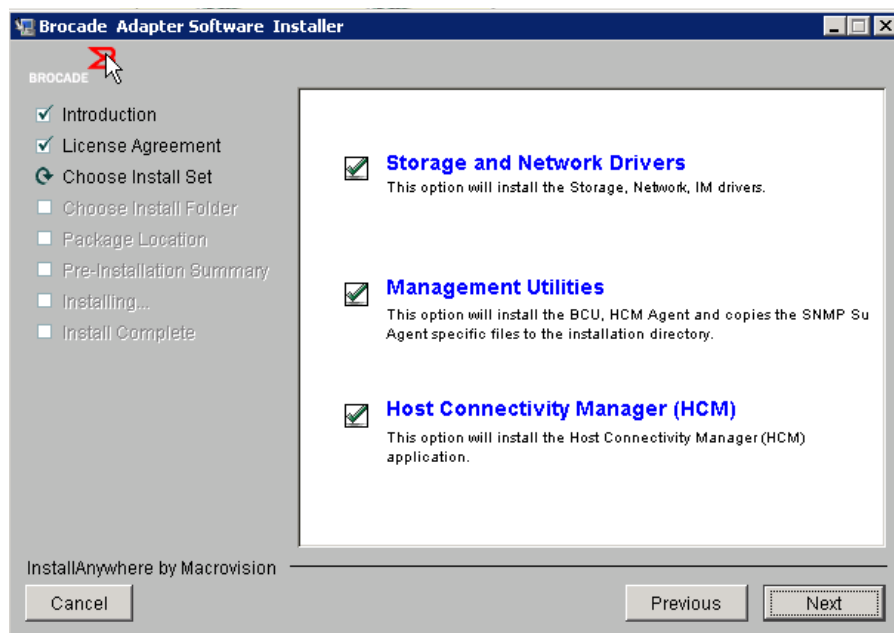 Brocade Adapter Software Installer
BROCADE
Introduction
License Agreement
Choose Install Set
Choose Install Folder
Package Location
Pre-Installation Summary
Installing...
Install Complete
Storage and Network Drivers
This option will install the Storage, Network, IM drivers.
Management Utilities
This option will install the BCU, HCM Agent and copies the SNMP Su
Agent specific files to the installation directory.
Host Connectivity Manager (HCM)
This option will install the Host Connectivity Manager (HCM)
application.
InstallAnywhere by Macrovision
Cancel
Previous
Next